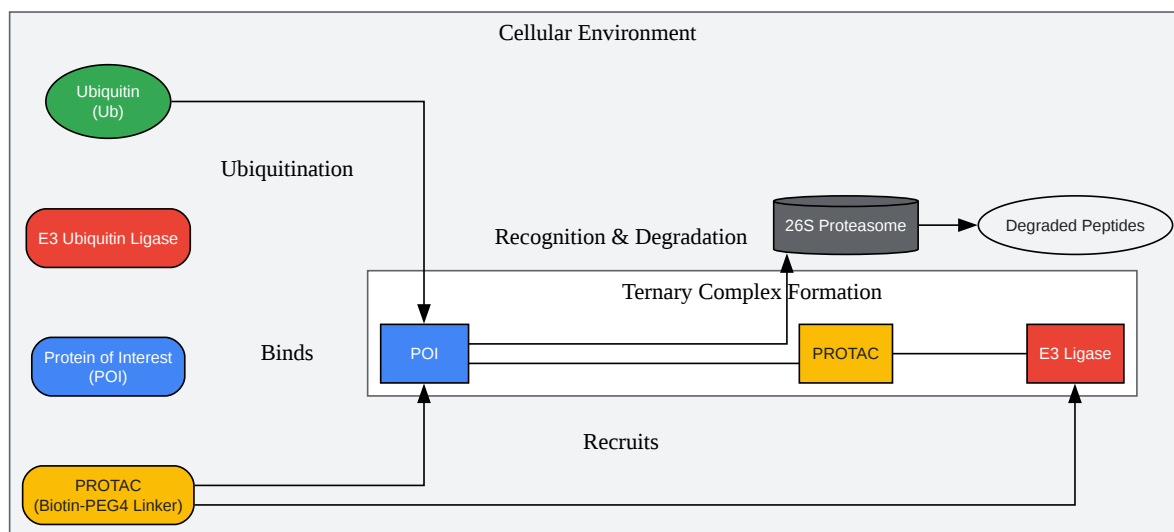 Cellular Environment
Ubiquitin
(Ub)
Ubiquitination
E3 Ubiquitin Ligase
26S Proteasome
Degraded Peptides
Recognition & Degradation
Ternary Complex Formation
Protein of Interest
(POI)
Binds
POI
PROTAC
E3 Ligase
Recruits
PROTAC
(Biotin-PEG4 Linker)